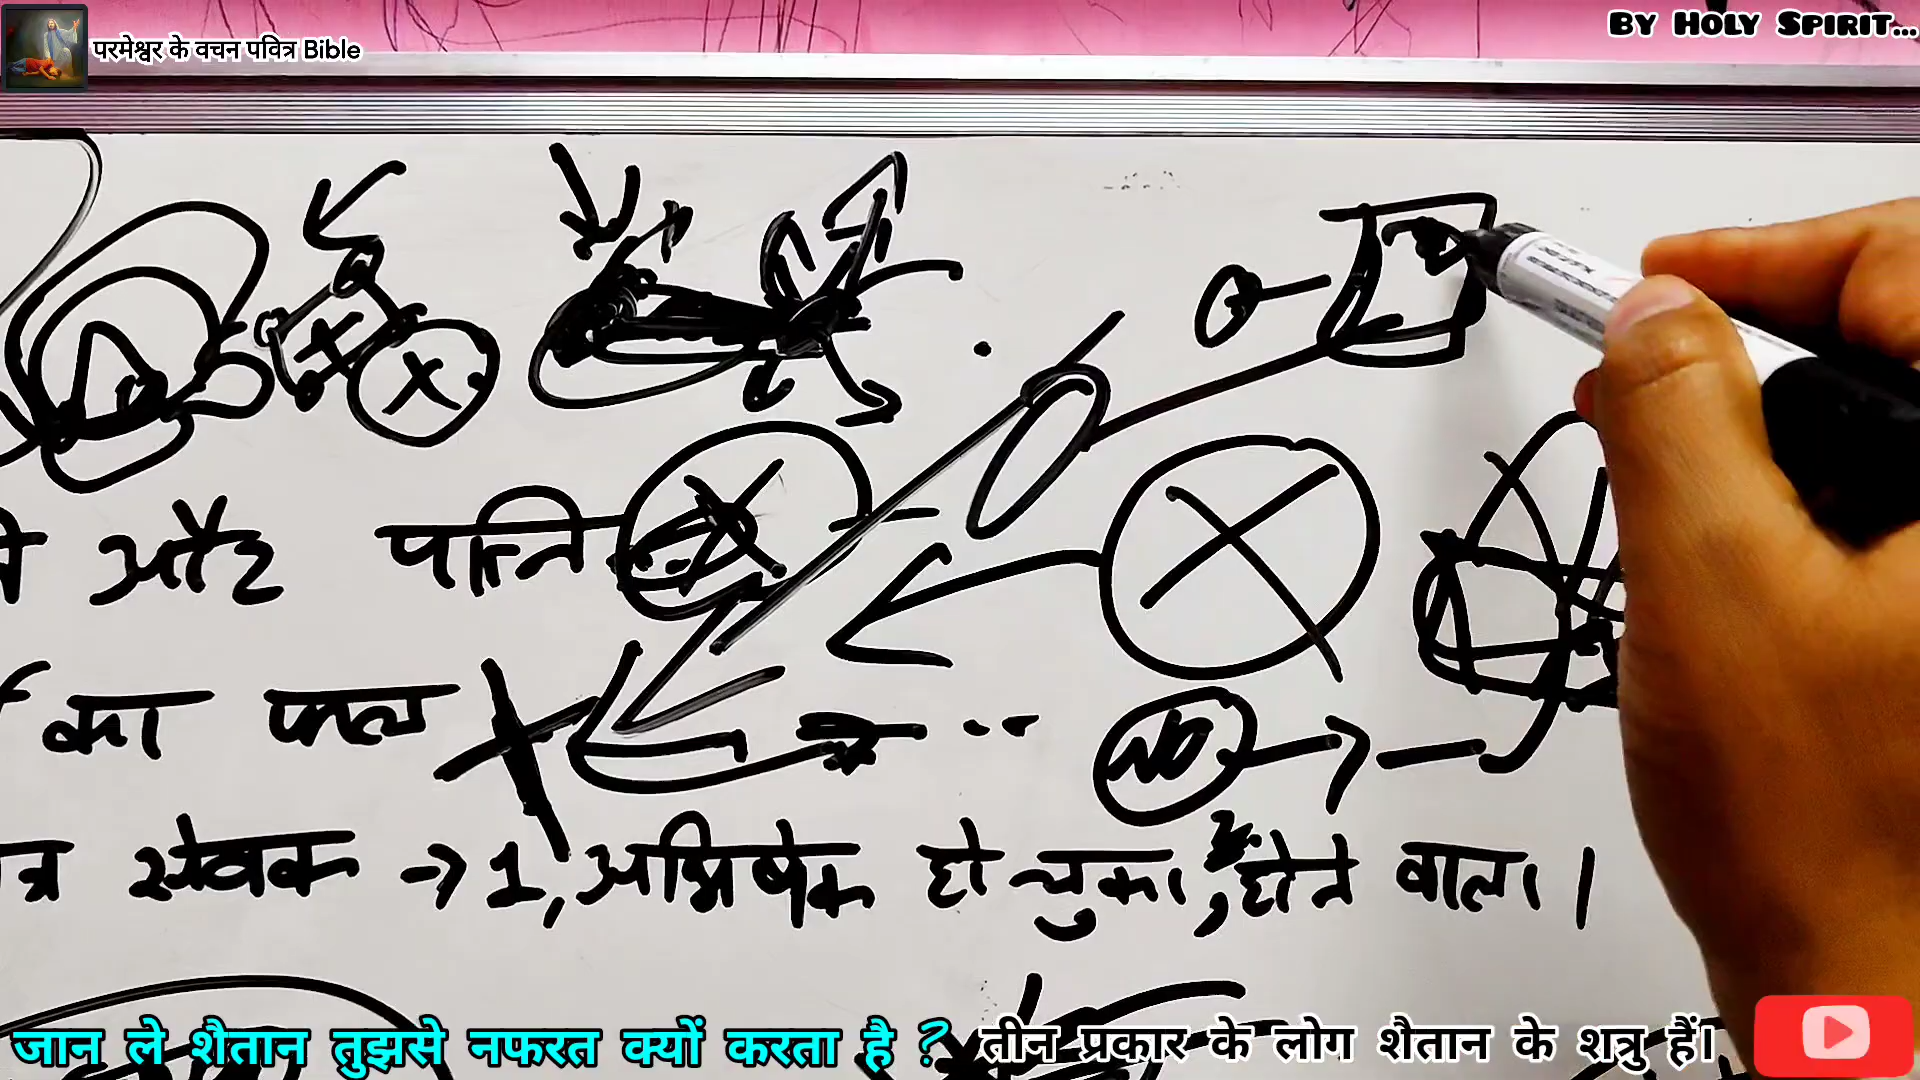 By Holy Spirit...
परमेश्वर के वचन पवित्र Bible
और पत्नि
का फल
सेवक → 1, अभिषेक हो चुका, होने वाला।
NO
जान ले शैतान तुझसे नफरत क्यों करता है ? तीन प्रकार के लोग शैतान के शत्रु हैं।